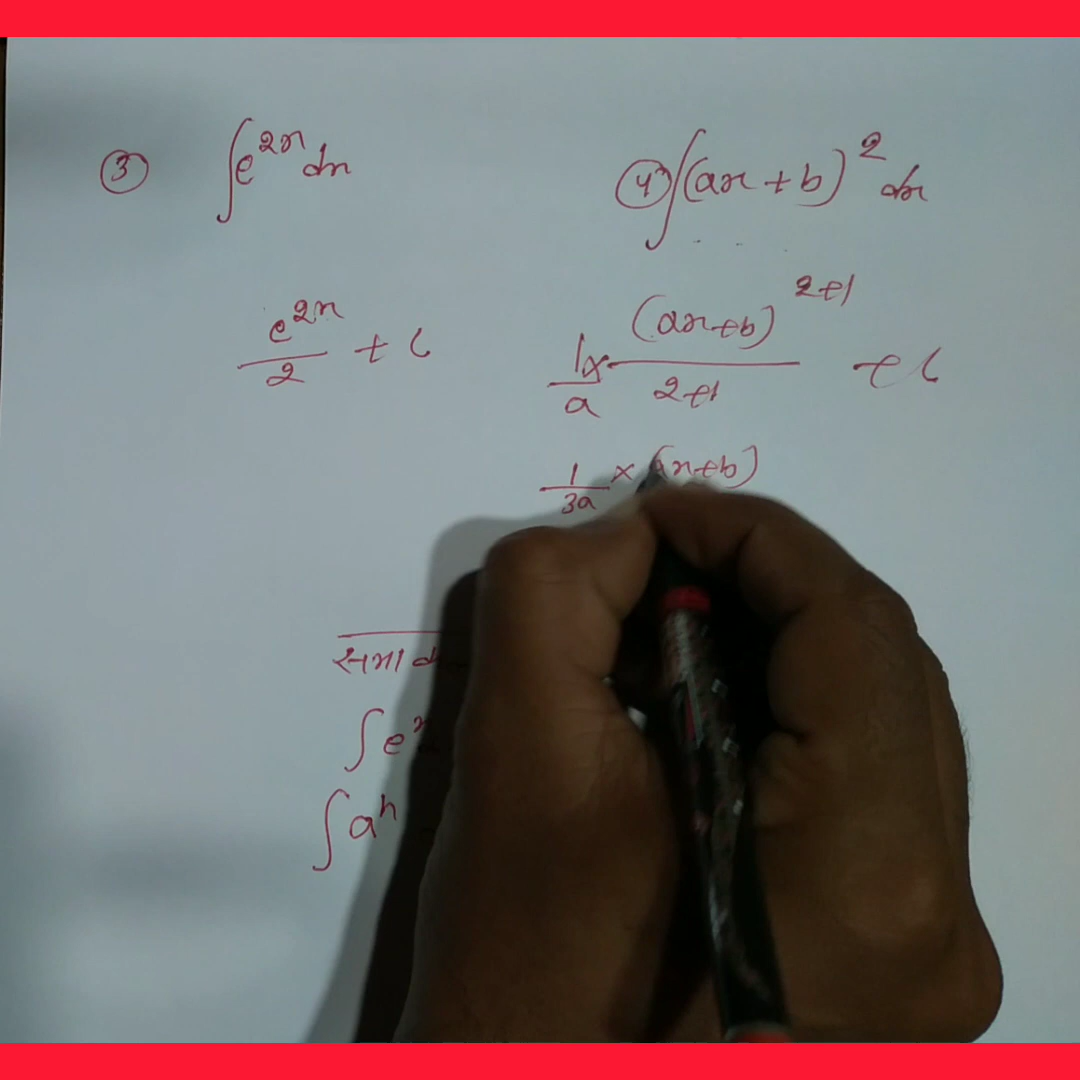 ③ ∫e^{2x} dx
e^{2x}/2 + c
④ ∫(ax+b)^2 dx
1/a × (ax+b)^{2+1}/2+1 + c
1/3a × (ax+b)
∫e^x
∫a^n